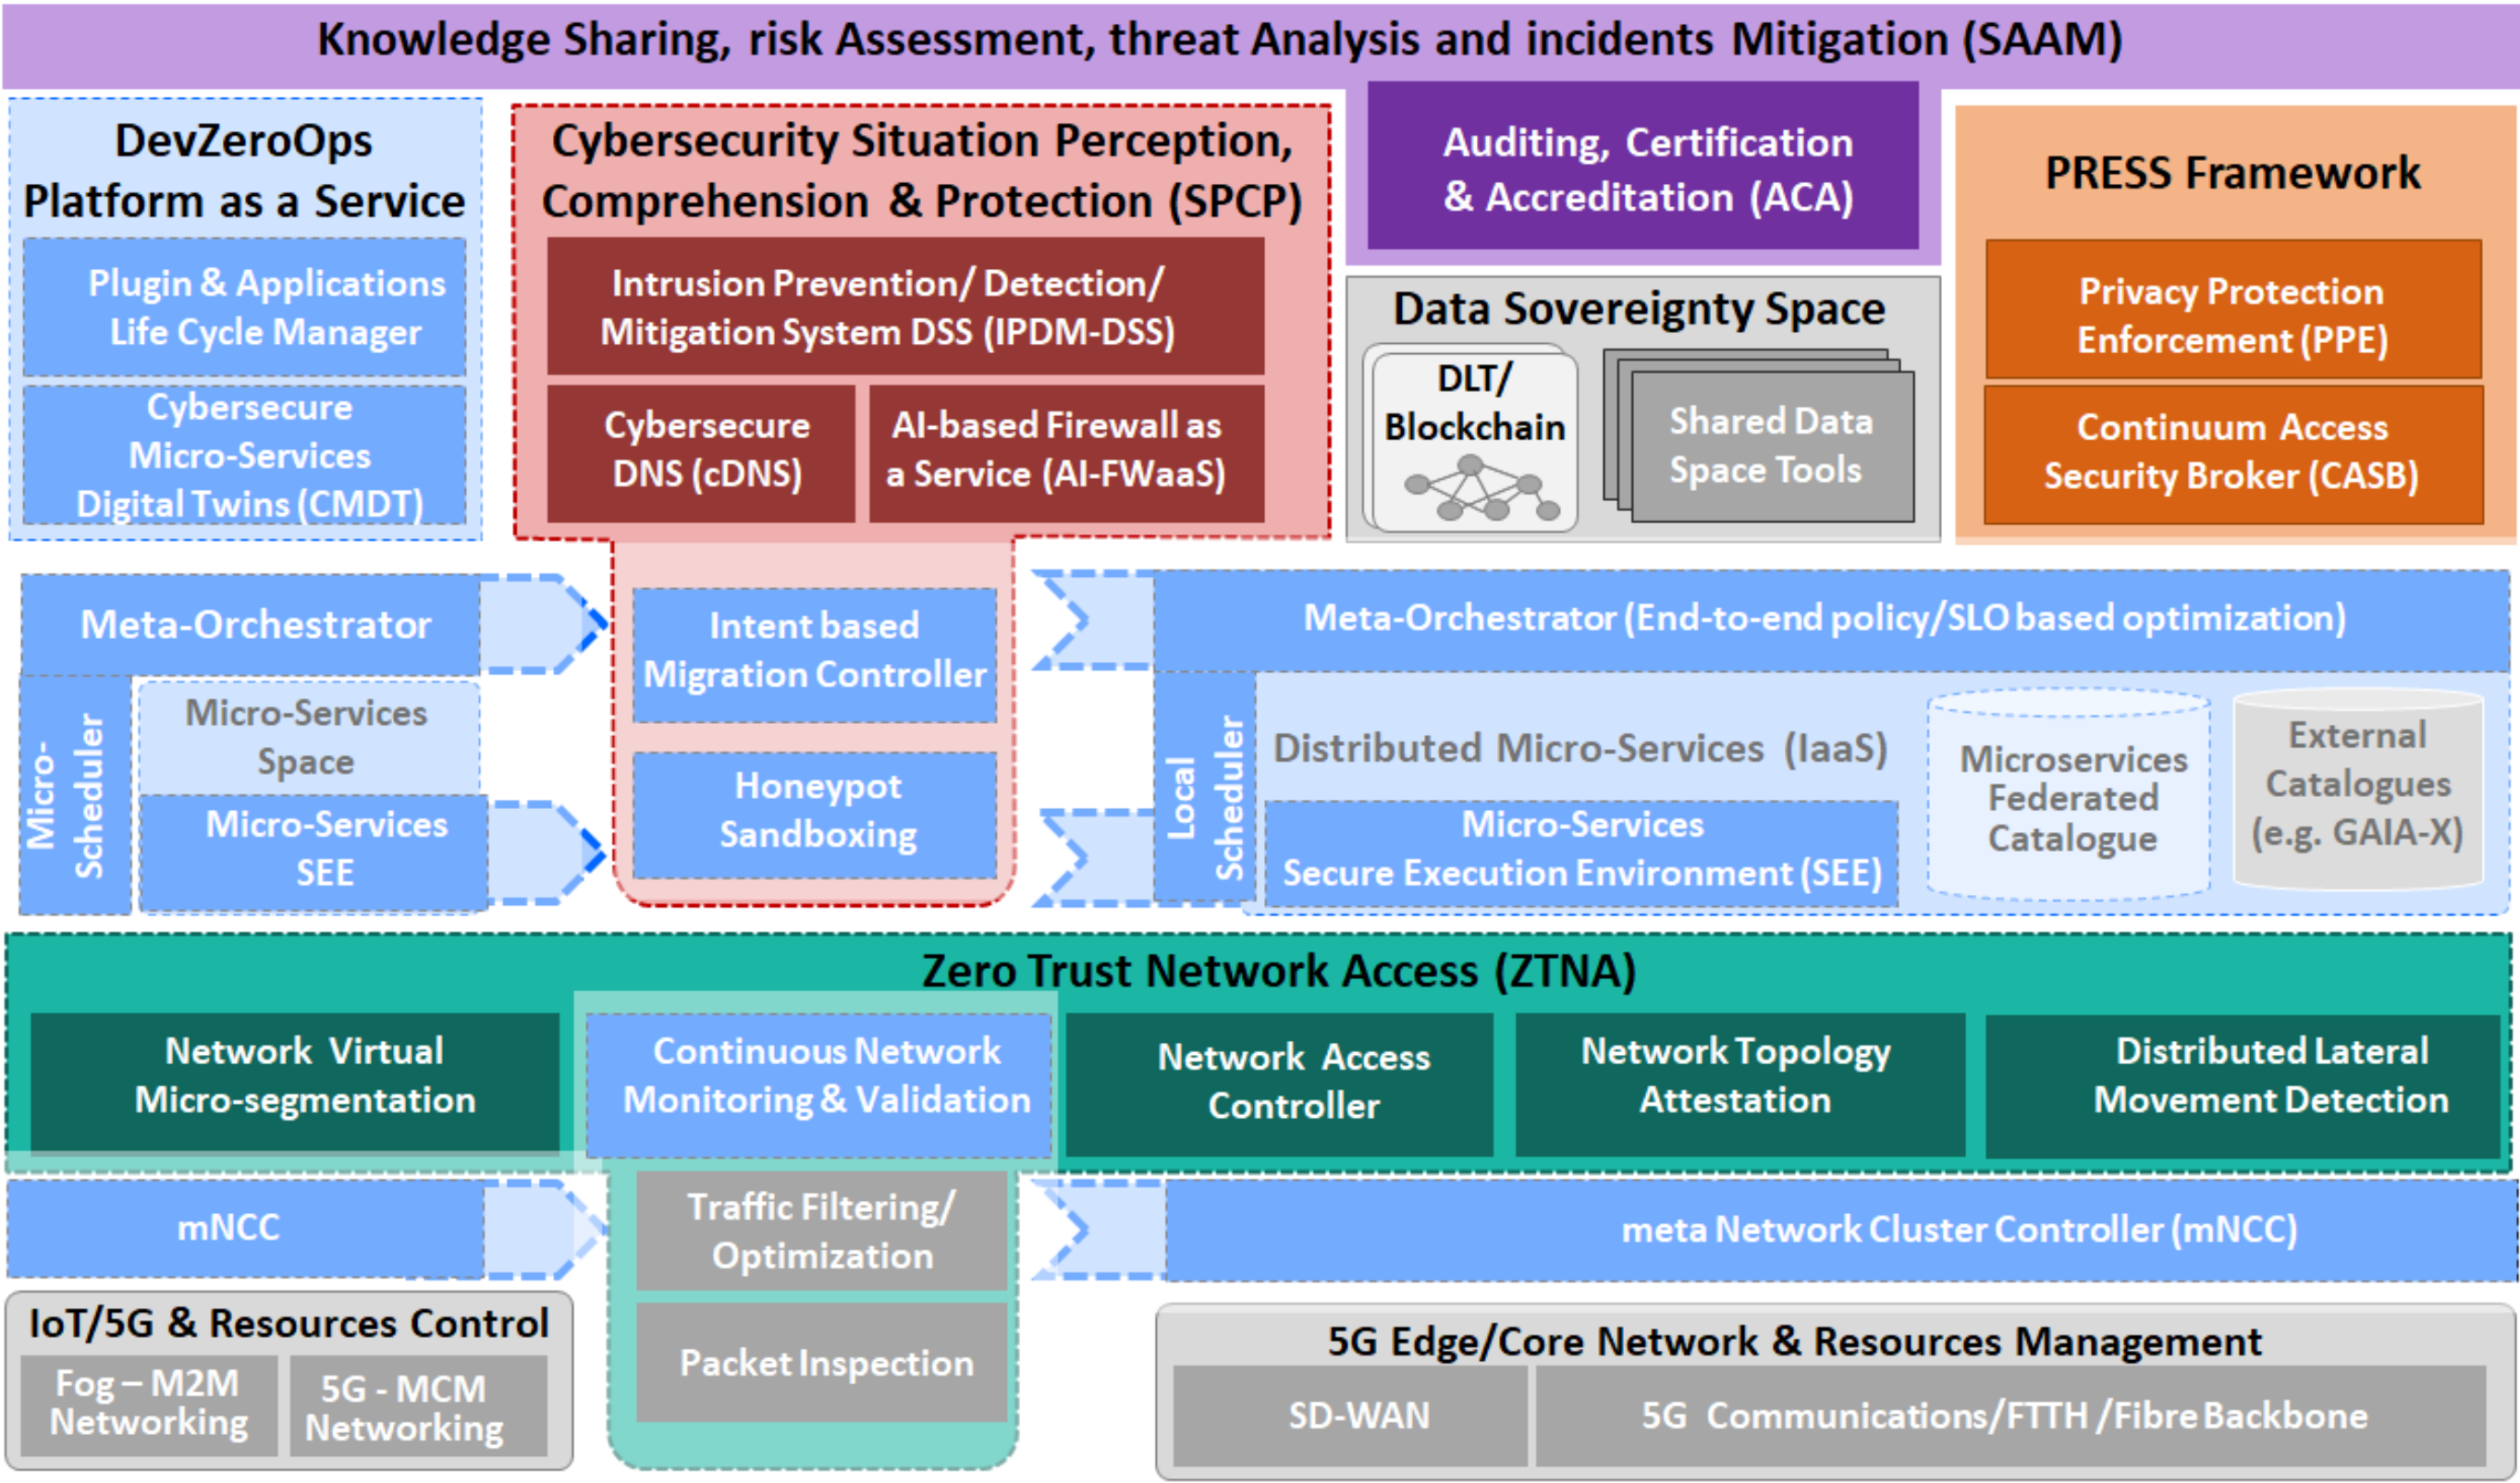 Knowledge Sharing, risk Assessment, threat Analysis and incidents Mitigation (SAAM)
DevZeroOps
Platform as a Service
Plugin & Applications
Life Cycle Manager
Cybersecure
Micro-Services
Digital Twins (CMDT)
Cybersecurity Situation Perception,
Comprehension & Protection (SPCP)
Intrusion Prevention/ Detection/
Mitigation System DSS (IPDM-DSS)
Cybersecure
DNS (cDNS)
AI-based Firewall as
a Service (AI-FWaaS)
Auditing, Certification
& Accreditation (ACA)
Data Sovereignty Space
DLT/
Blockchain
Shared Data
Space Tools
PRESS Framework
Privacy Protection
Enforcement (PPE)
Continuum Access
Security Broker (CASB)
Meta-Orchestrator
Micro-
Scheduler
Micro-Services
Space
Micro-Services
SEE
Intent based
Migration Controller
Honeypot
Sandboxing
Meta-Orchestrator (End-to-end policy/SLO based optimization)
Local
Scheduler
Distributed Micro-Services (IaaS)
Micro-Services
Secure Execution Environment (SEE)
Microservices
Federated
Catalogue
External
Catalogues
(e.g. GAIA-X)
Zero Trust Network Access (ZTNA)
Network Virtual
Micro-segmentation
Continuous Network
Monitoring & Validation
Network Access
Controller
Network Topology
Attestation
Distributed Lateral
Movement Detection
mNCC
Traffic Filtering/
Optimization
Packet Inspection
meta Network Cluster Controller (mNCC)
IoT/5G & Resources Control
Fog – M2M
Networking
5G - MCM
Networking
5G Edge/Core Network & Resources Management
SD-WAN
5G Communications/FTTH /Fibre Backbone